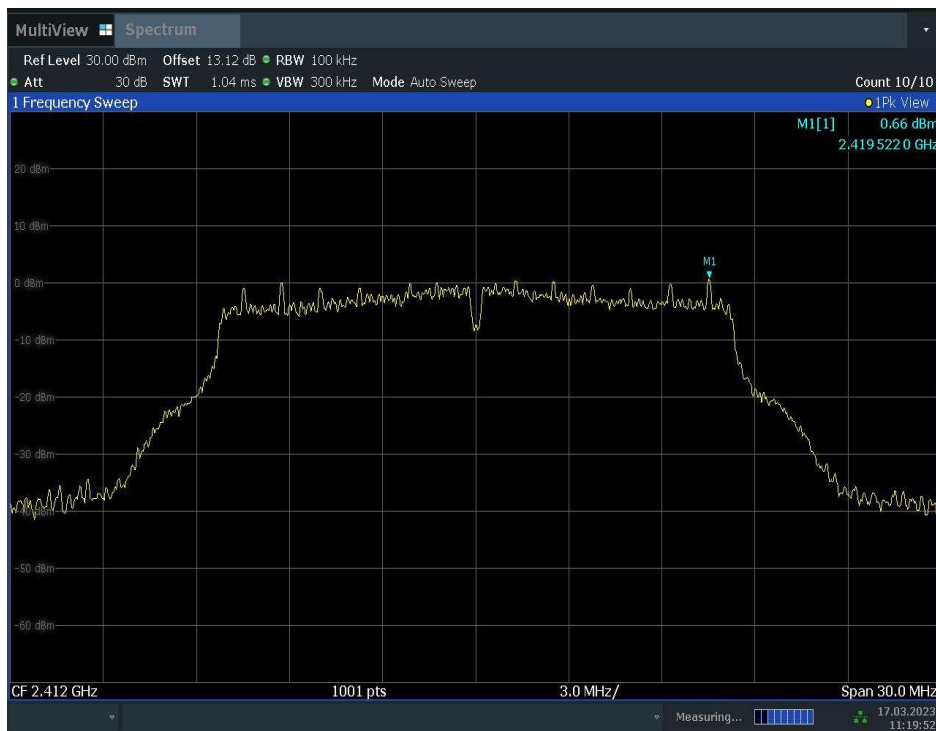 MultiView Spectrum
Ref Level 30.00 dBm Offset 13.12 dB RBW 100 kHz
Att 30 dB SWT 1.04 ms VBW 300 kHz Mode Auto Sweep Count 10/10
1 Frequency Sweep 1Pk View
M1[1] 0.66 dBm
2.419 522 0 GHz
20 dBm
10 dBm
M1
0 dBm
-10 dBm
-20 dBm
-30 dBm
-40 dBm
-50 dBm
-60 dBm
CF 2.412 GHz 1001 pts 3.0 MHz/ Span 30.0 MHz
Measuring... 17.03.2023
11:19:52